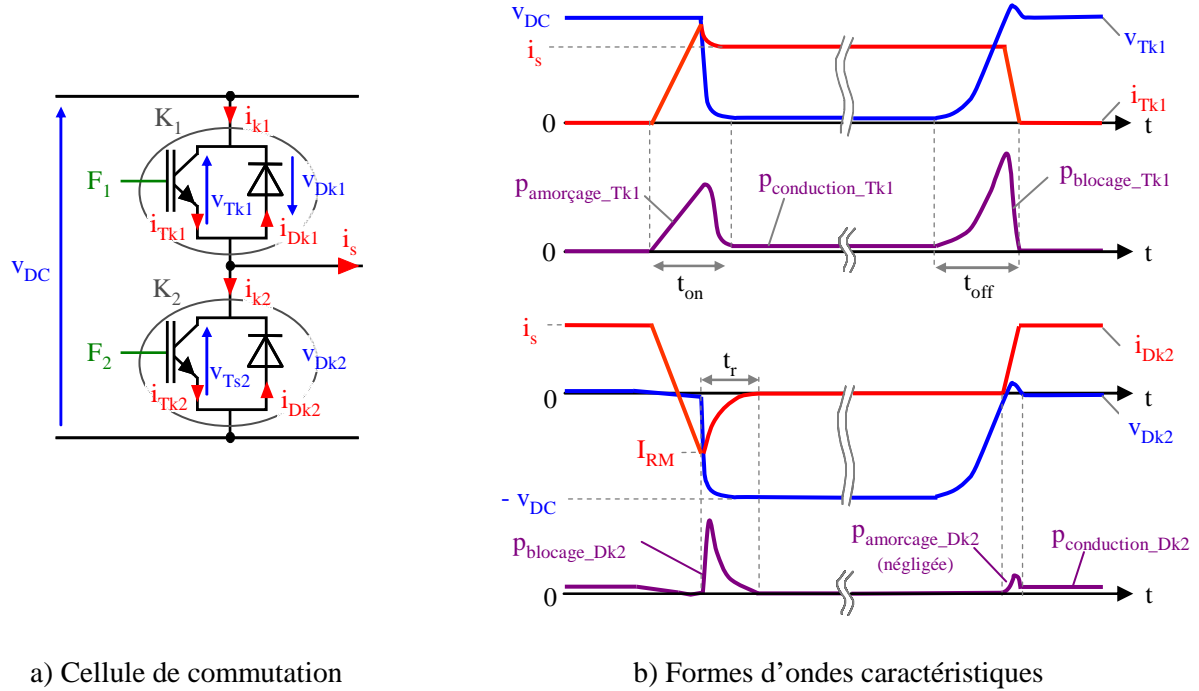 K1
ik1
F1
vTk1
vDk1
iTk1
iDk1
is
vDC
K2
ik2
F2
vTs2
vDk2
iTk2
iDk2
a) Cellule de commutation
vDC
is
vTk1
iTk1
0
t
pamorçage_Tk1
pconduction_Tk1
pblocage_Tk1
0
t
ton
toff
is
tr
iDk2
0
t
vDk2
IRM
- vDC
pblocage_Dk2
pamorcage_Dk2
(négligée)
pconduction_Dk2
0
t
b) Formes d'ondes caractéristiques